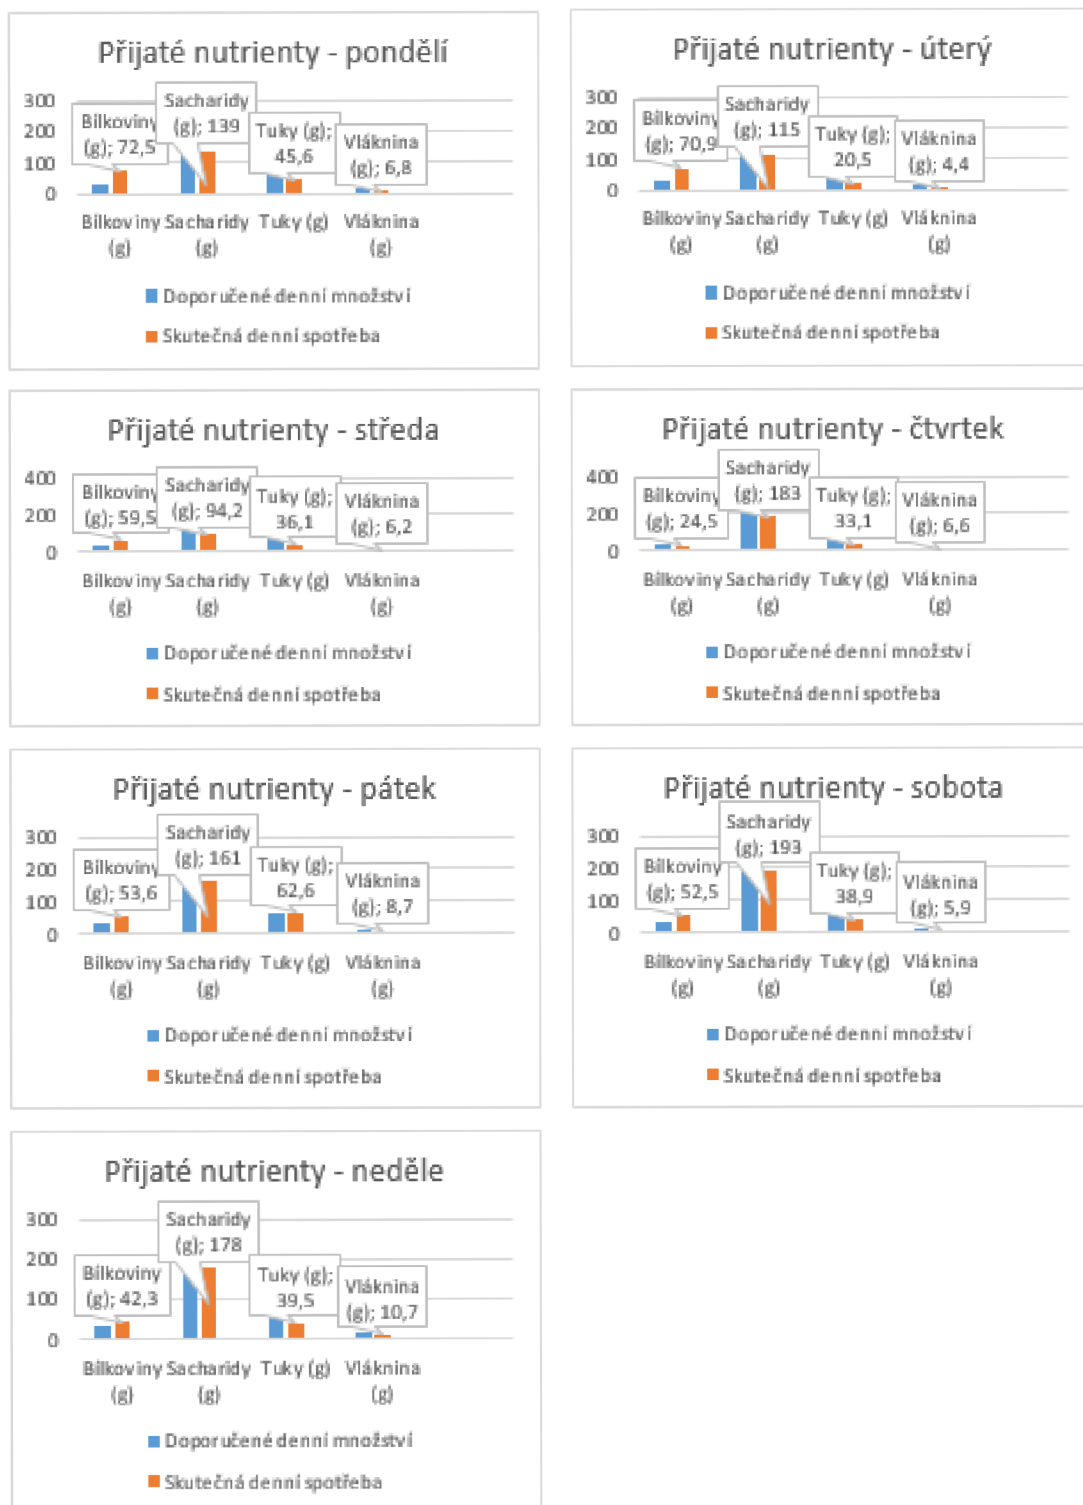 Přijaté nutrienty - pondělí
300
200
100
0
Bílkoviny
(g); 72,5
Sacharidy
(g); 139
Tuky (g);
45,6
Vláknina
(g); 6,8
Bílkoviny Sacharidy Tuky (g) Vláknina
(g) (g) (g)
Doporučené denní množství
Skutečná denní spotřeba
Přijaté nutrienty - úterý
300
200
100
0
Bílkoviny
(g); 70,9
Sacharidy
(g); 115
Tuky (g);
20,5
Vláknina
(g); 4,4
Bílkoviny Sacharidy Tuky (g) Vláknina
(g) (g) (g)
Doporučené denní množství
Skutečná denní spotřeba
Přijaté nutrienty - středa
400
200
0
Bílkoviny
(g); 59,5
Sacharidy
(g); 94,2
Tuky (g);
36,1
Vláknina
(g); 6,2
Bílkoviny Sacharidy Tuky (g) Vláknina
(g) (g) (g)
Doporučené denní množství
Skutečná denní spotřeba
Přijaté nutrienty - čtvrtek
400
200
0
Bílkoviny
(g); 24,5
Sacharidy
(g); 183
Tuky (g);
33,1
Vláknina
(g); 6,6
Bílkoviny Sacharidy Tuky (g) Vláknina
(g) (g) (g)
Doporučené denní množství
Skutečná denní spotřeba
Přijaté nutrienty - pátek
300
200
100
0
Bílkoviny
(g); 53,6
Sacharidy
(g); 161
Tuky (g);
62,6
Vláknina
(g); 8,7
Bílkoviny Sacharidy Tuky (g) Vláknina
(g) (g) (g)
Doporučené denní množství
Skutečná denní spotřeba
Přijaté nutrienty - sobota
300
200
100
0
Bílkoviny
(g); 52,5
Sacharidy
(g); 193
Tuky (g);
38,9
Vláknina
(g); 5,9
Bílkoviny Sacharidy Tuky (g) Vláknina
(g) (g) (g)
Doporučené denní množství
Skutečná denní spotřeba
Přijaté nutrienty - neděle
300
200
100
0
Bílkoviny
(g); 42,3
Sacharidy
(g); 178
Tuky (g);
39,5
Vláknina
(g); 10,7
Bílkoviny Sacharidy Tuky (g) Vláknina
(g) (g) (g)
Doporučené denní množství
Skutečná denní spotřeba